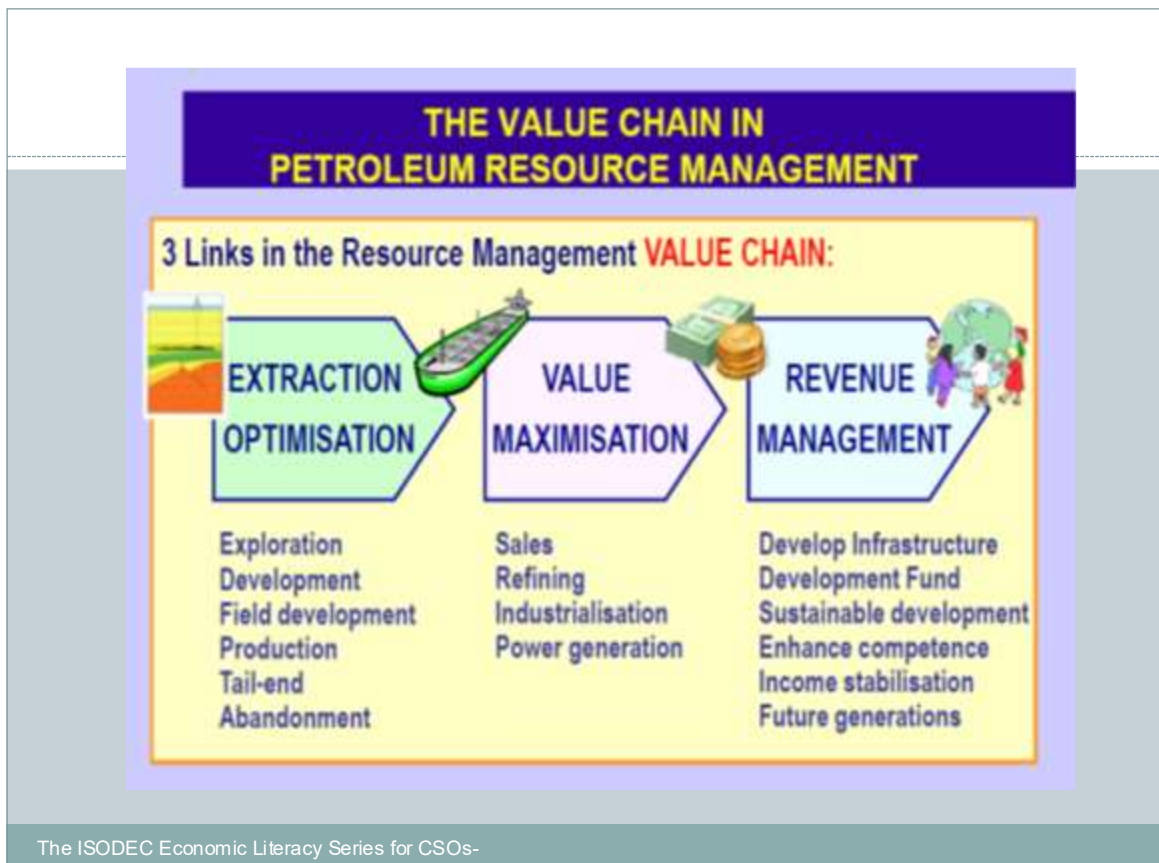 THE VALUE CHAIN IN
PETROLEUM RESOURCE MANAGEMENT
3 Links in the Resource Management VALUE CHAIN:
EXTRACTION
OPTIMISATION
Exploration
Development
Field development
Production
Tail-end
Abandonment
VALUE
MAXIMISATION
Sales
Refining
Industrialisation
Power generation
REVENUE
MANAGEMENT
Develop Infrastructure
Development Fund
Sustainable development
Enhance competence
Income stabilisation
Future generations
The ISODEC Economic Literacy Series for CSOs-